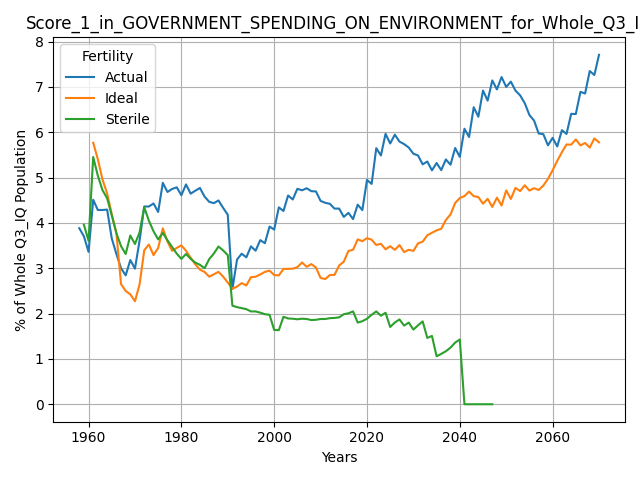 Score_1_in_GOVERNMENT_SPENDING_ON_ENVIRONMENT_for_Whole_Q3_I
Fertility
Actual
Ideal
Sterile
% of Whole Q3_IQ Population
8
7
6
5
4
3
2
1
0
1960 1980 2000 2020 2040 2060
Years